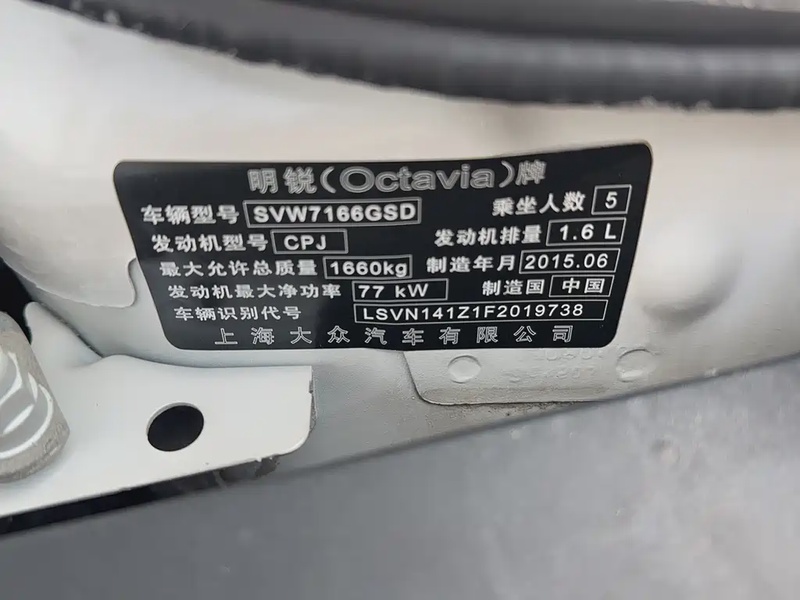 明锐(Octavia)牌
车辆型号 SVW7166GSD 乘坐人数 5
发动机型号 CPJ 发动机排量 1.6 L
最大允许总质量 1660kg 制造年月 2015.06
发动机最大净功率 77 kW 制造国 中国
车辆识别代号 LSVN141Z1F2019738
上海大众汽车有限公司